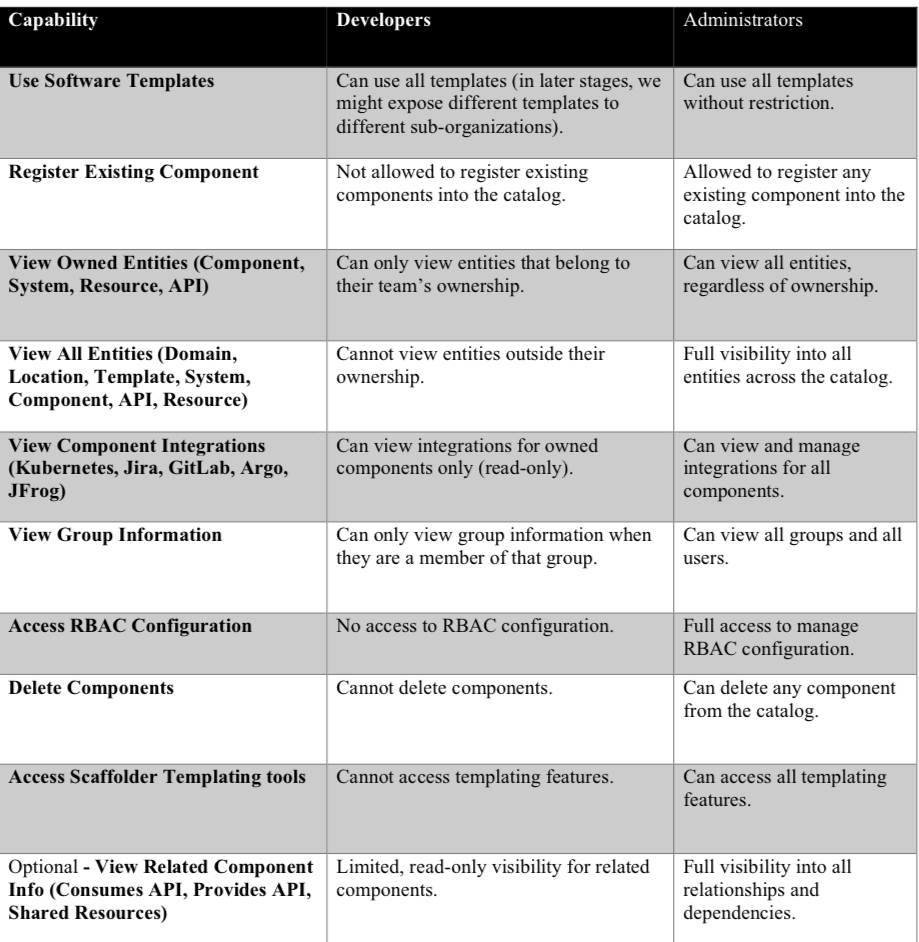 Capability
Developers
Administrators
Use Software Templates
Can use all templates (in later stages, we
might expose different templates to
different sub-organizations).
Can use all templates
without restriction.
Register Existing Component
Not allowed to register existing
components into the catalog.
Allowed to register any
existing component into the
catalog.
View Owned Entities (Component,
System, Resource, API)
Can only view entities that belong to
their team’s ownership.
Can view all entities,
regardless of ownership.
View All Entities (Domain,
Location, Template, System,
Component, API, Resource)
Cannot view entities outside their
ownership.
Full visibility into all
entities across the catalog.
View Component Integrations
(Kubernetes, Jira, GitLab, Argo,
JFrog)
Can view integrations for owned
components only (read-only).
Can view and manage
integrations for all
components.
View Group Information
Can only view group information when
they are a member of that group.
Can view all groups and all
users.
Access RBAC Configuration
No access to RBAC configuration.
Full access to manage
RBAC configuration.
Delete Components
Cannot delete components.
Can delete any component
from the catalog.
Access Scaffolder Templating tools
Cannot access templating features.
Can access all templating
features.
Optional - View Related Component
Info (Consumes API, Provides API,
Shared Resources)
Limited, read-only visibility for related
components.
Full visibility into all
relationships and
dependencies.